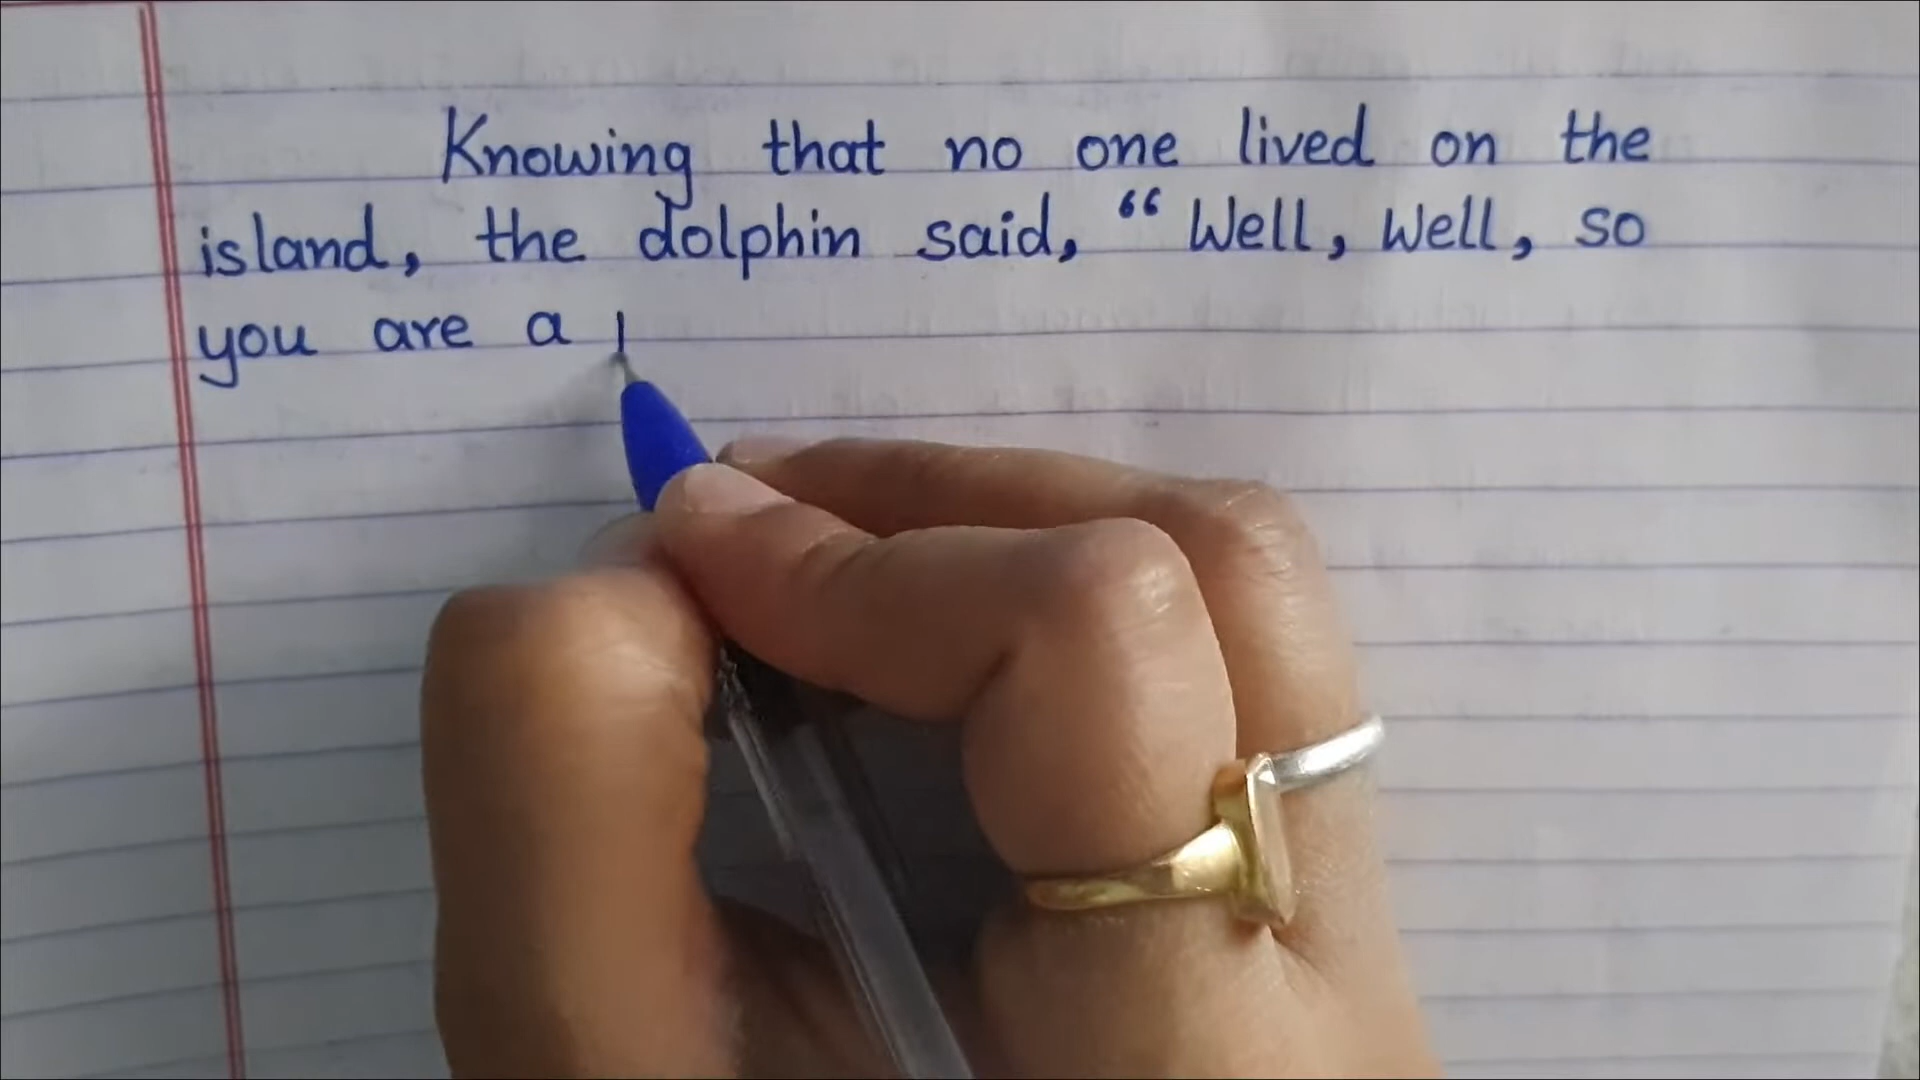 Knowing that no one lived on the
island, the dolphin said, “Well, Well, so
you are a